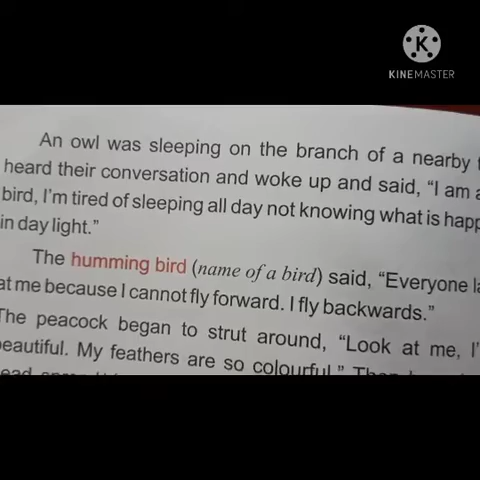 KINEMASTER
An owl was sleeping on the branch of a nearby
heard their conversation and woke up and said, "I am
bird, I'm tired of sleeping all day not knowing what is
in day light."
The humming bird (name of a bird) said, "Everyone
at me because I cannot fly forward. I fly backwards."
The peacock began to strut around, "Look at me,
beautiful. My feathers are so colourful."